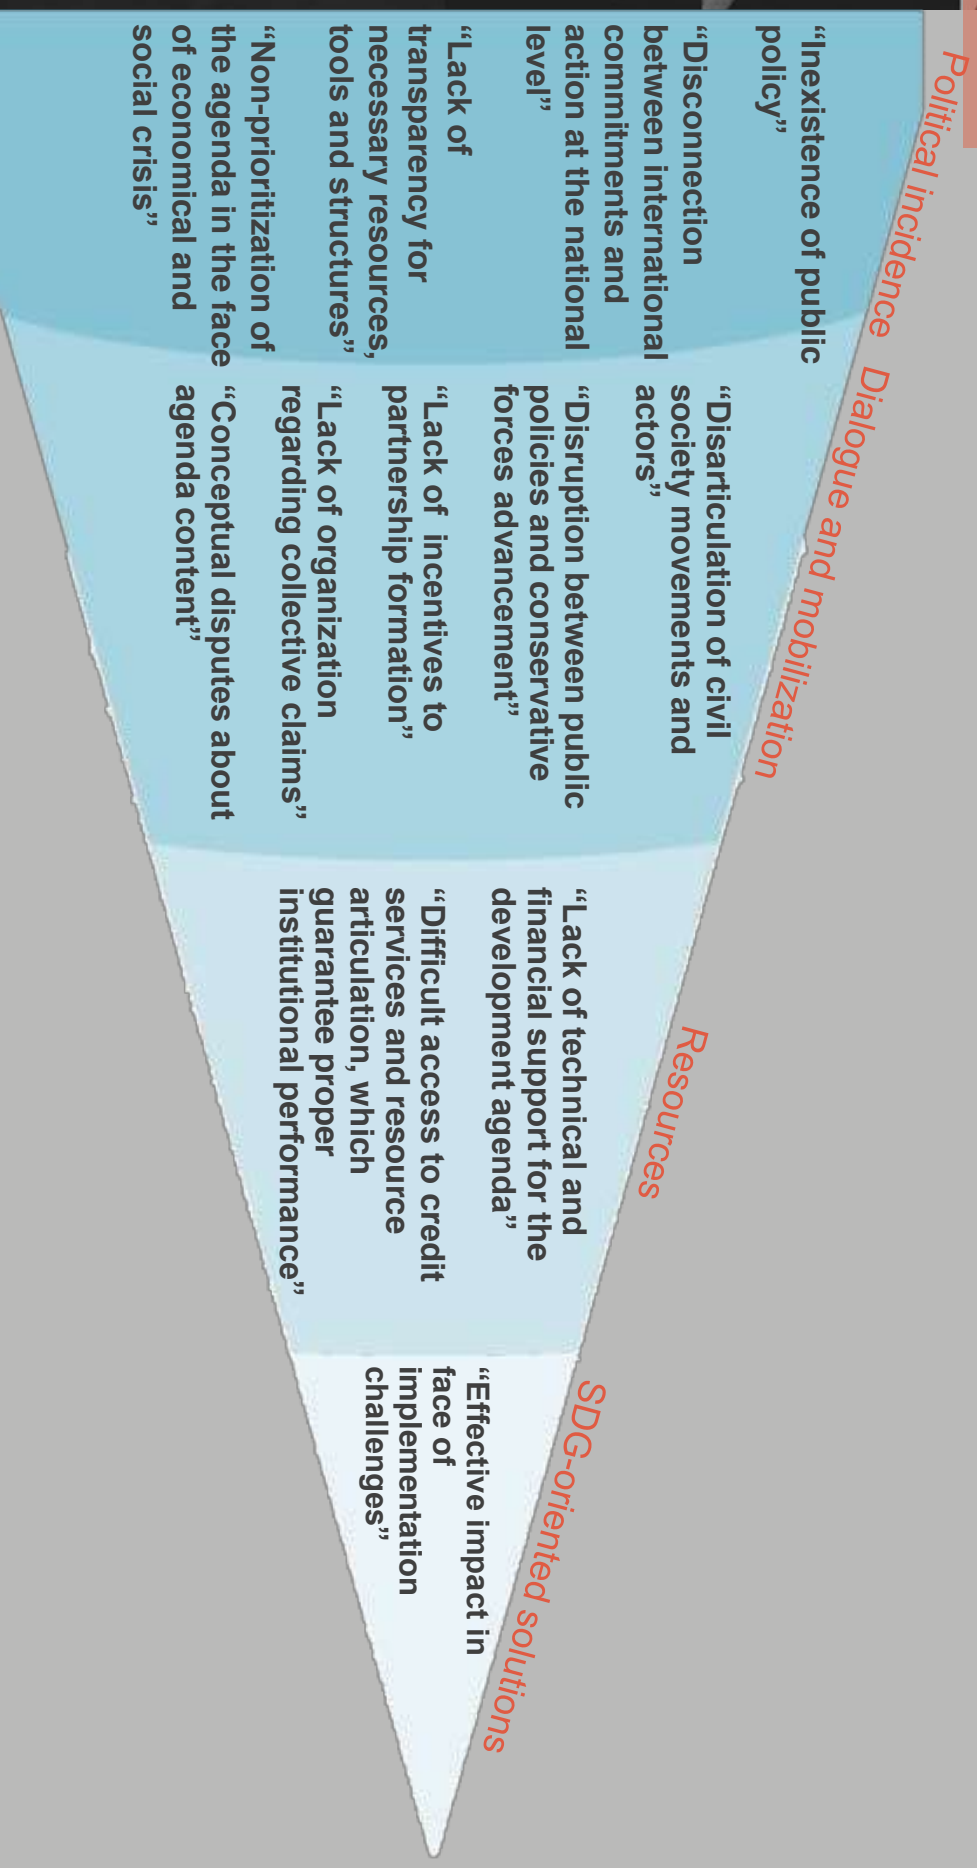 Political incidence
“Inexistence of public
policy”
“Disconnection
between international
commitments and
action at the national
level”
“Lack of
transparency for
necessary resources,
tools and structures”
“Non-prioritization of
the agenda in the face
of economical and
social crisis”
Dialogue and mobilization
“Disarticulation of civil
society movements and
actors”
“Disruption between public
policies and conservative
forces advancement”
“Lack of incentives to
partnership formation”
“Lack of organization
regarding collective claims”
“Conceptual disputes about
agenda content”
Resources
“Lack of technical and
financial support for the
development agenda”
“Difficult access to credit
services and resource
articulation, which
guarantee proper
institutional performance”
SDG-oriented solutions
“Effective impact in
face of
implementation
challenges”